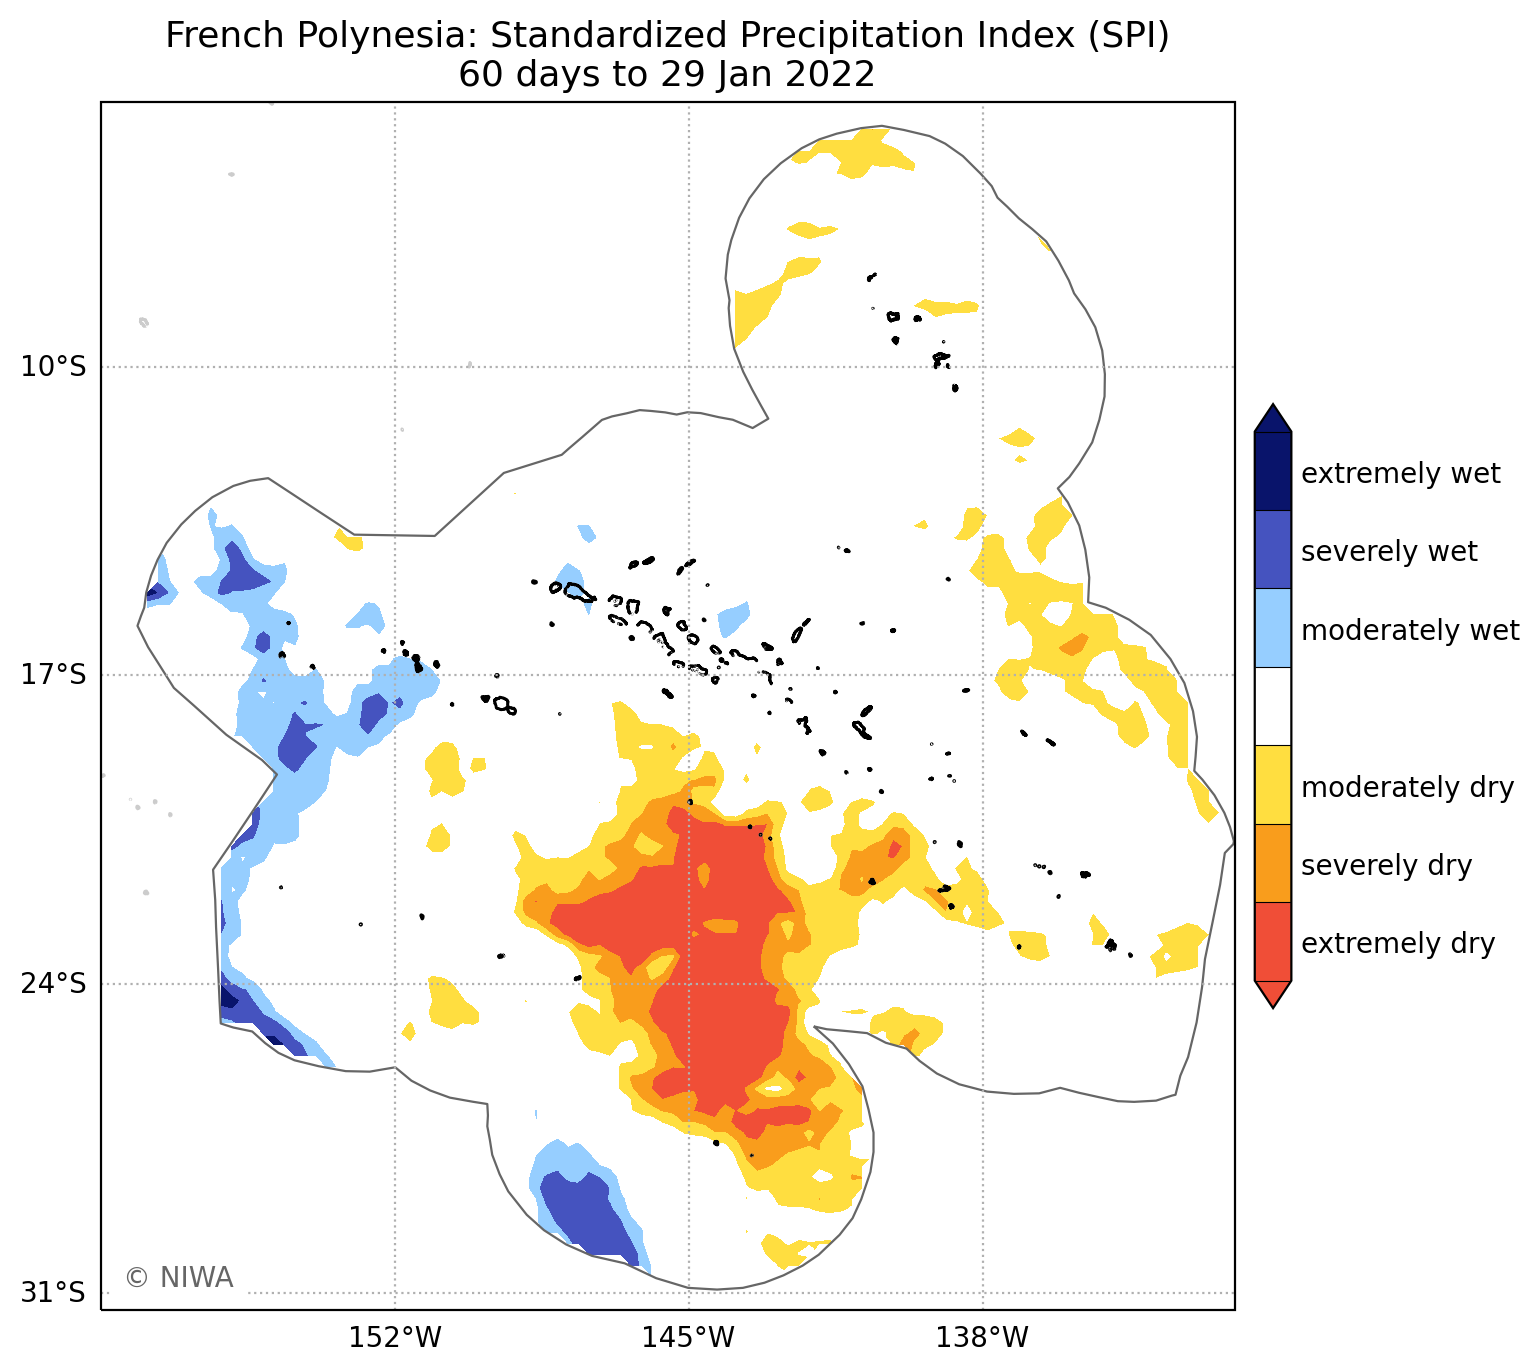 French Polynesia: Standardized Precipitation Index (SPI)
60 days to 29 Jan 2022
10°S
17°S
24°S
31°S
152°W
145°W
138°W
extremely wet
severely wet
moderately wet
moderately dry
severely dry
extremely dry
© NIWA